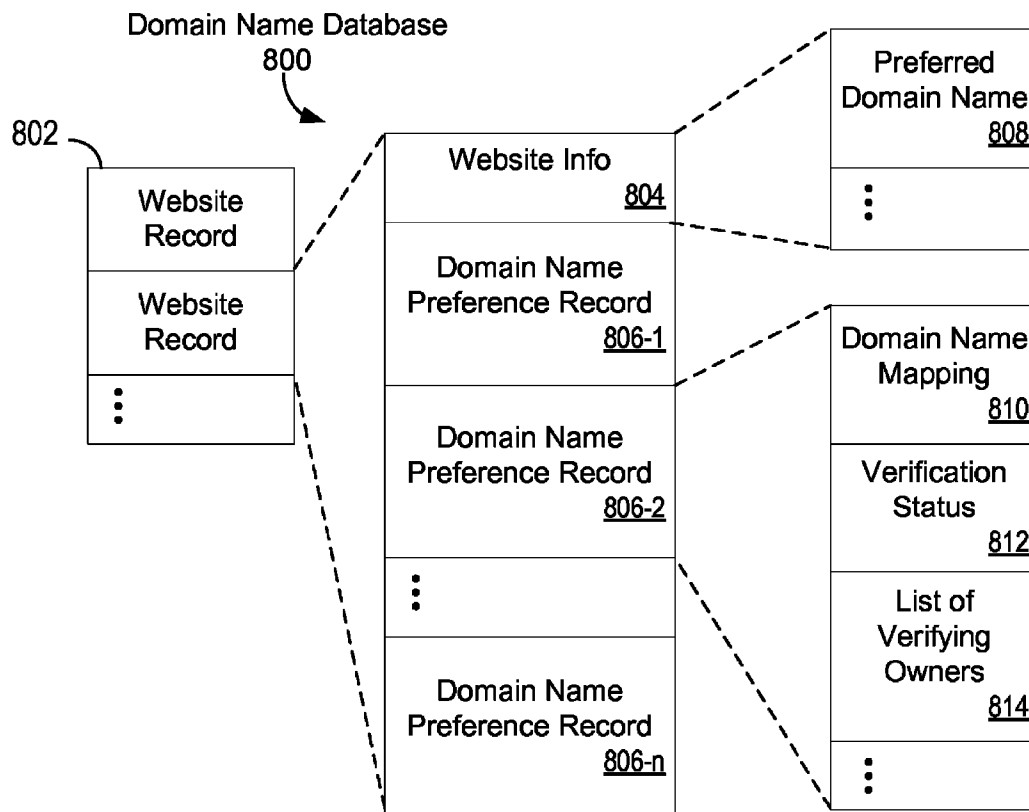 Domain Name Database
800
802
Website
Record
Website
Record
Website Info
804
Domain Name
Preference Record
806-1
Domain Name
Preference Record
806-2
Domain Name
Preference Record
806-n
Preferred
Domain Name
808
Domain Name
Mapping
810
Verification
Status
812
List of
Verifying
Owners
814